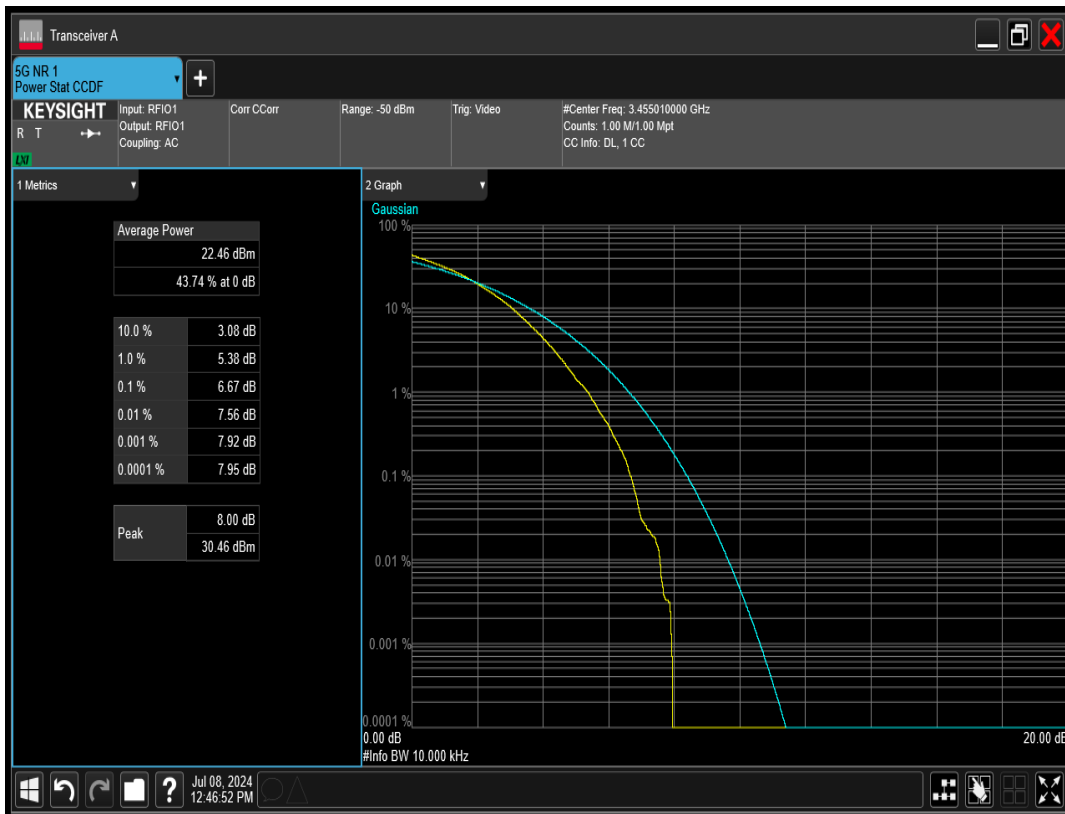 Transceiver A
5G NR 1
Power Stat CCDF
+
KEYSIGHT
R T
LXI
Input: RFIO1
Output: RFIO1
Coupling: AC
Corr CCorr
Range: -50 dBm
Trig: Video
#Center Freq: 3.455010000 GHz
Counts: 1.00 M/1.00 Mpt
CC Info: DL, 1 CC
1 Metrics
Average Power
22.46 dBm
43.74 % at 0 dB
10.0 % 3.08 dB
1.0 % 5.38 dB
0.1 % 6.67 dB
0.01 % 7.56 dB
0.001 % 7.92 dB
0.0001 % 7.95 dB
Peak
8.00 dB
30.46 dBm
2 Graph
Gaussian
100 %
10 %
1 %
0.1 %
0.01 %
0.001 %
0.0001 %
0.00 dB
20.00 dB
#Info BW 10.000 kHz
?
Jul 08, 2024
12:46:52 PM